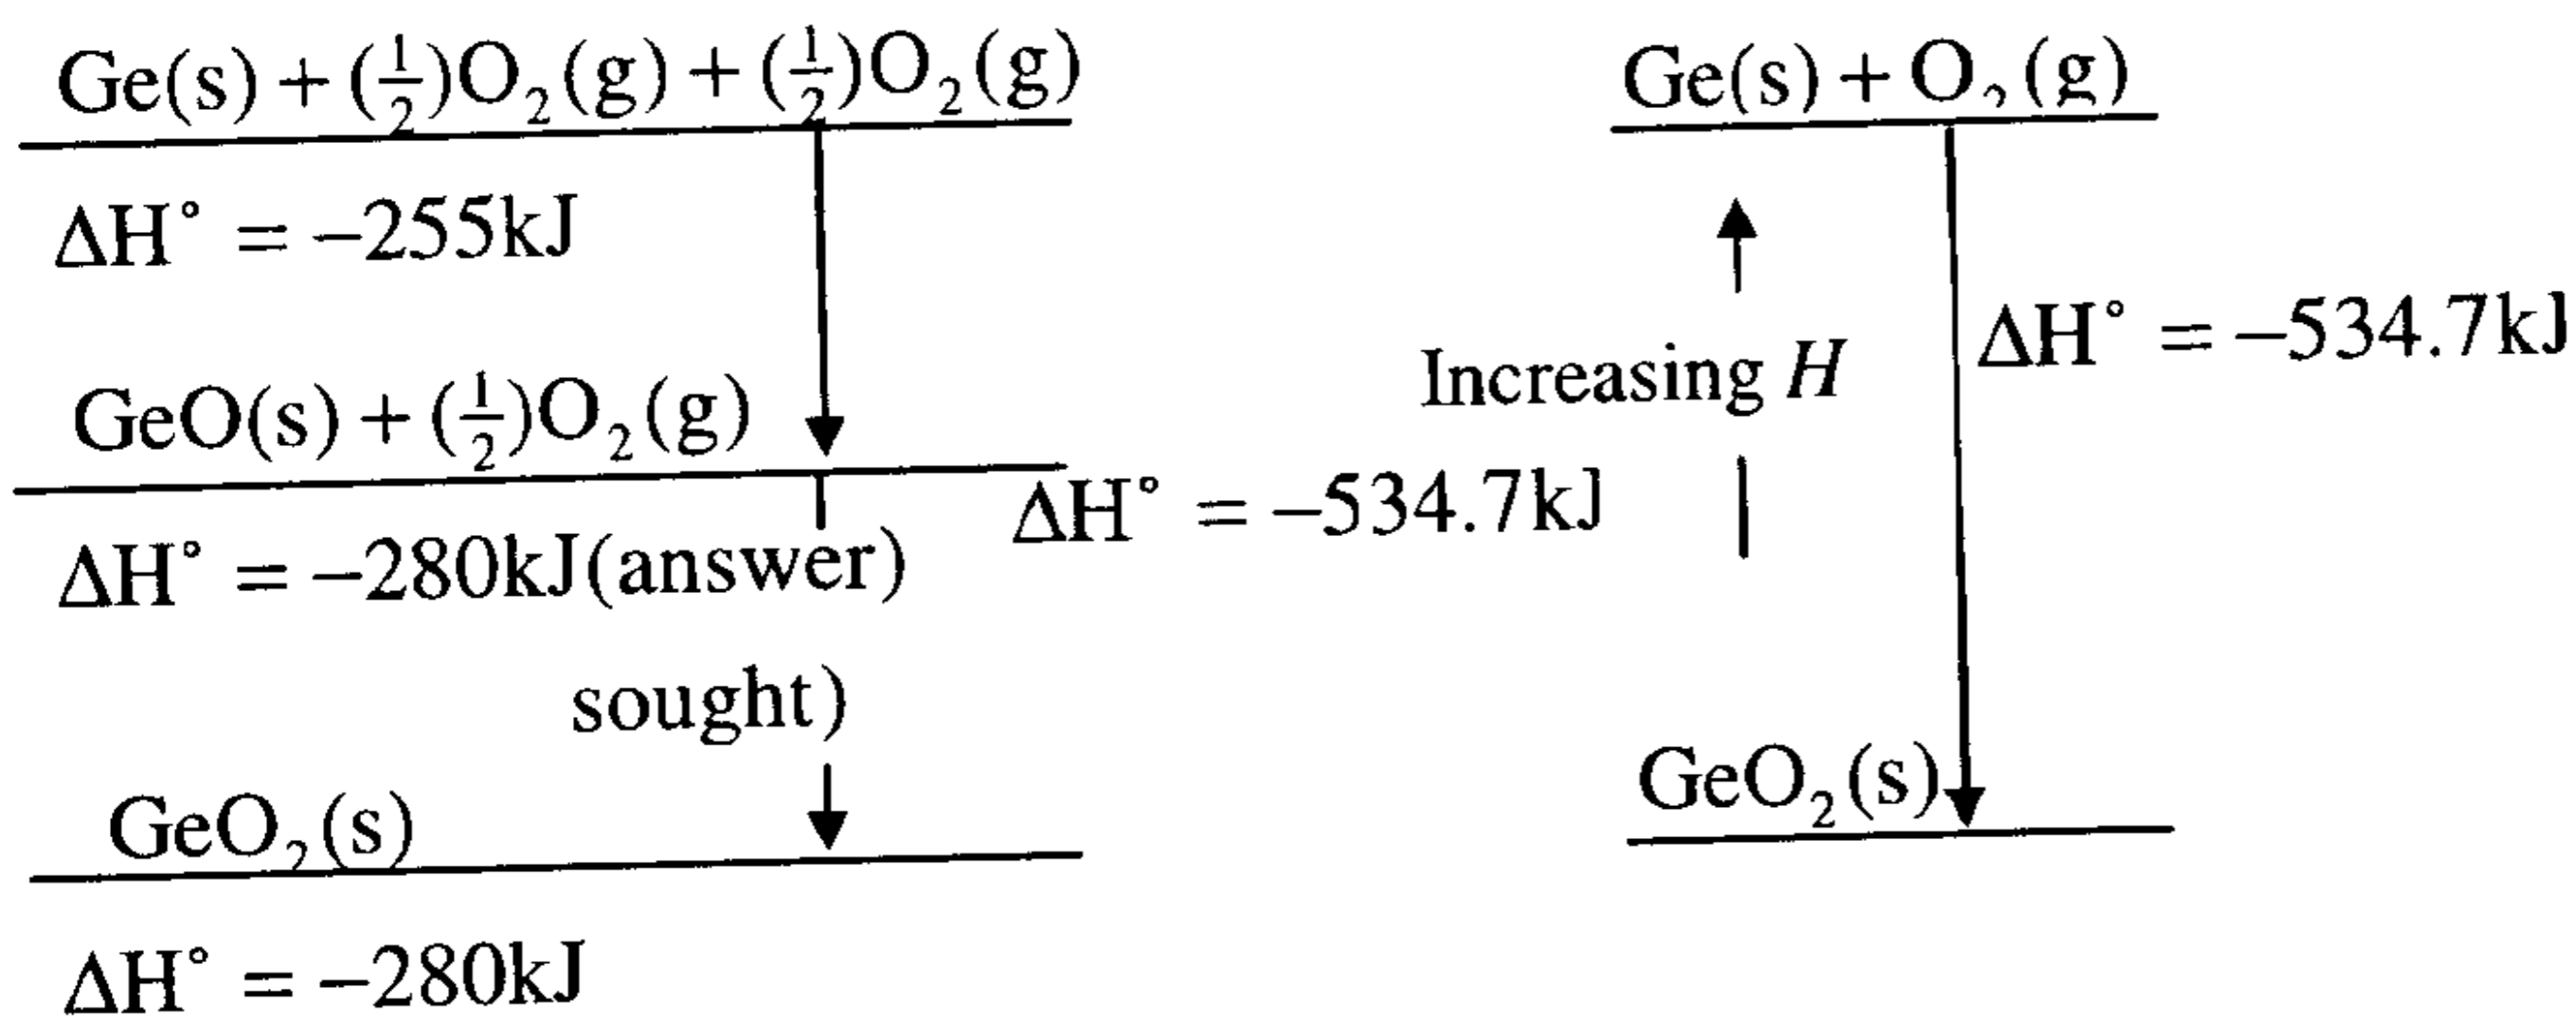 Ge(s) + (½)O₂(g) + (½)O₂(g)
ΔH° = –255kJ
GeO(s) + (½)O₂(g)
ΔH° = –280kJ(answer)
sought)
GeO₂(s)
ΔH° = –280kJ
ΔH° = –534.7kJ
Ge(s) + O₂(g)
Increasing H
ΔH° = –534.7kJ
GeO₂(s)